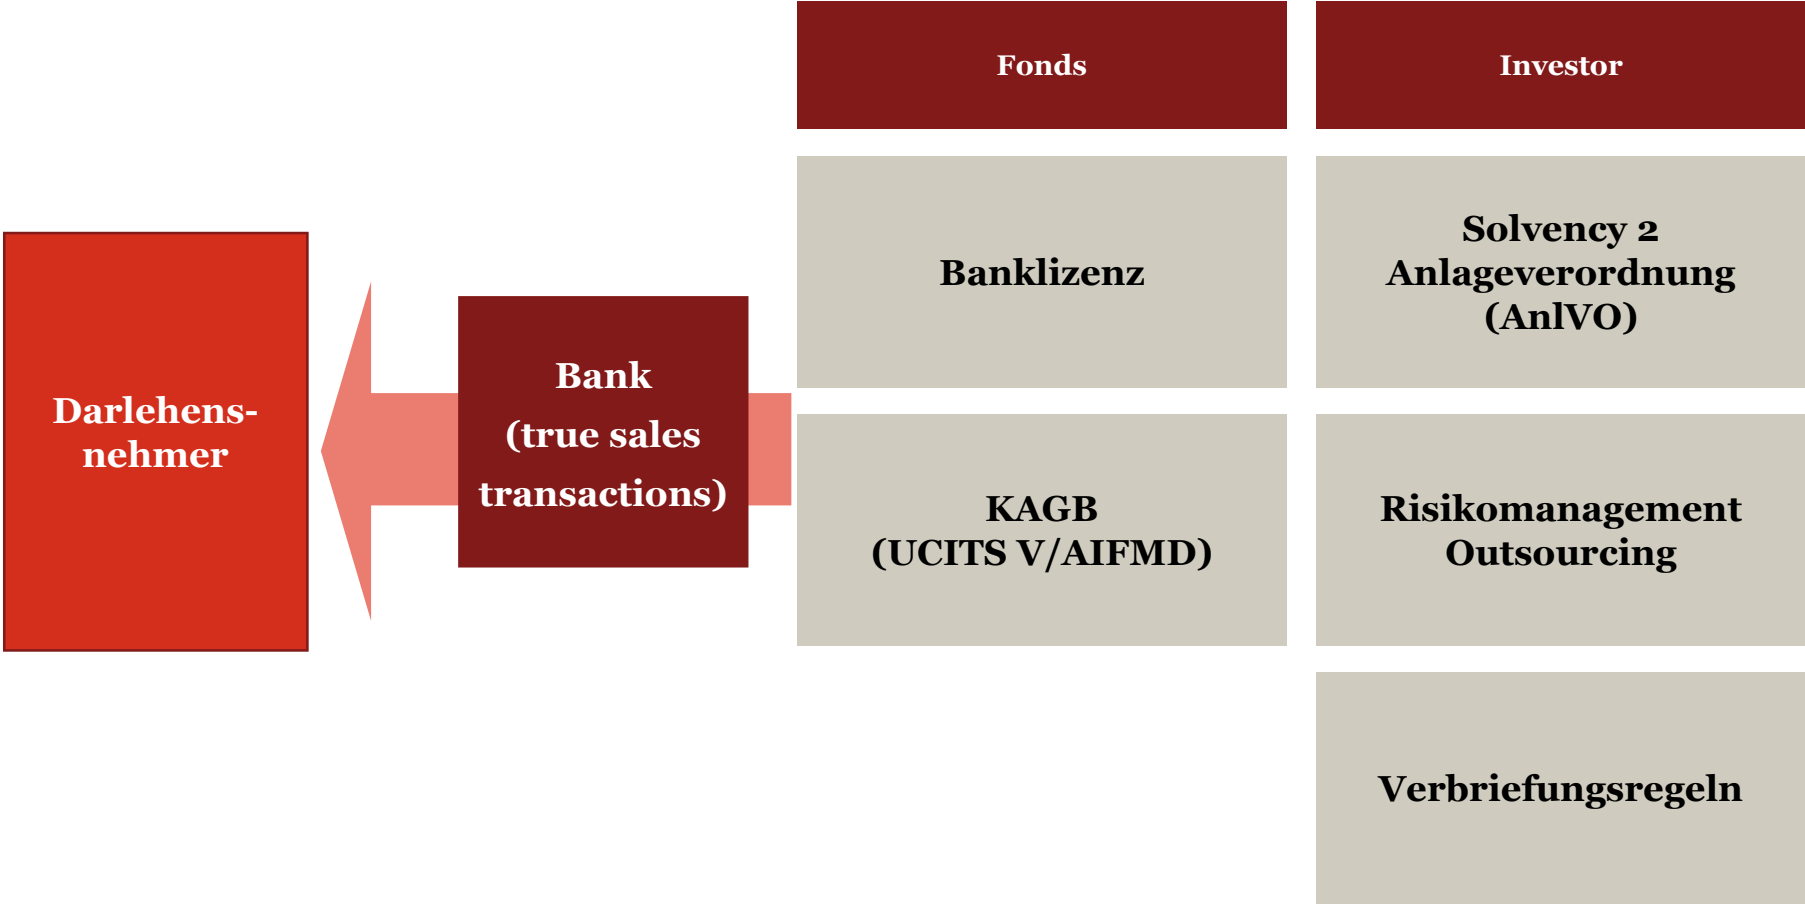 Fonds
Investor
Banklizenz
Solvency 2
Anlageverordnung
(AnlVO)
Darlehens-
nehmer
Bank
(true sales
transactions)
KAGB
(UCITS V/AIFMD)
Risikomanagement
Outsourcing
Verbriefungsregeln